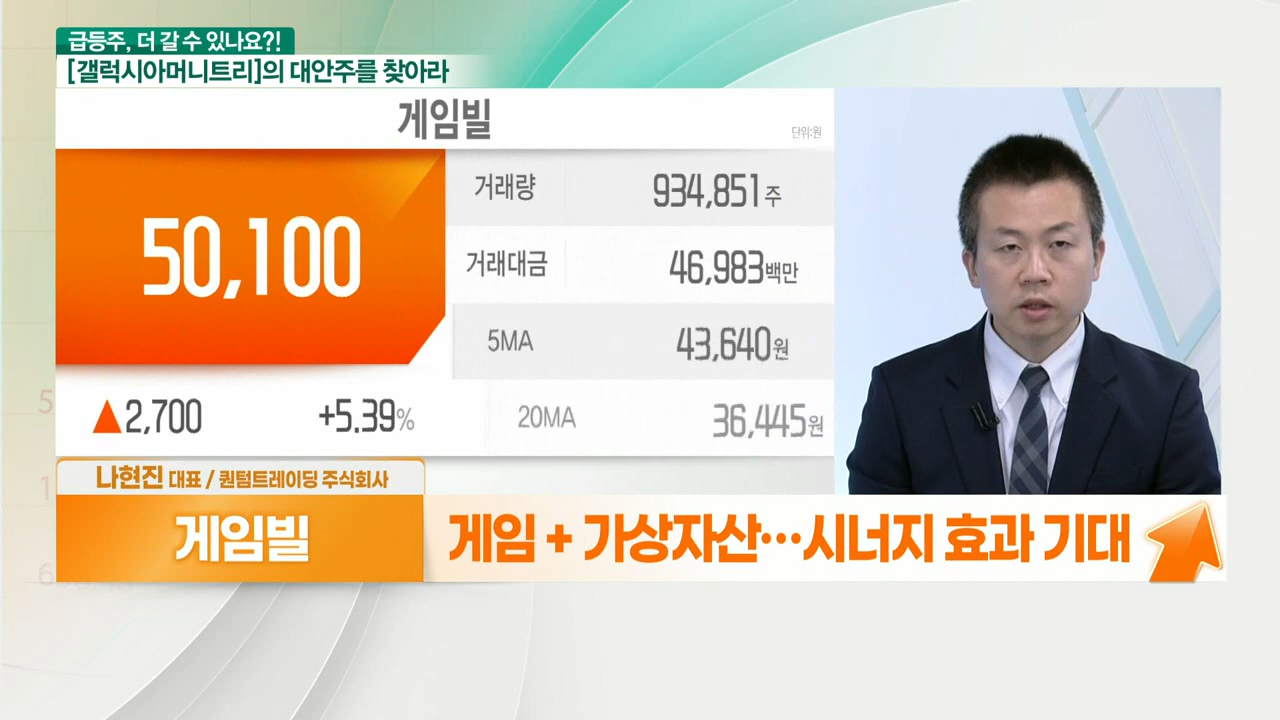 급등주, 더 갈 수 있나요?!
[갤럭시아머니트리]의 대안주를 찾아라
게임빌
단위:원
50,100
▲2,700 +5.39%
거래량 934,851 주
거래대금 46,983백만
5MA 43,640원
20MA 36,445원
나현진 대표 / 퀀텀트레이딩 주식회사
게임빌
게임 + 가상자산…시너지 효과 기대